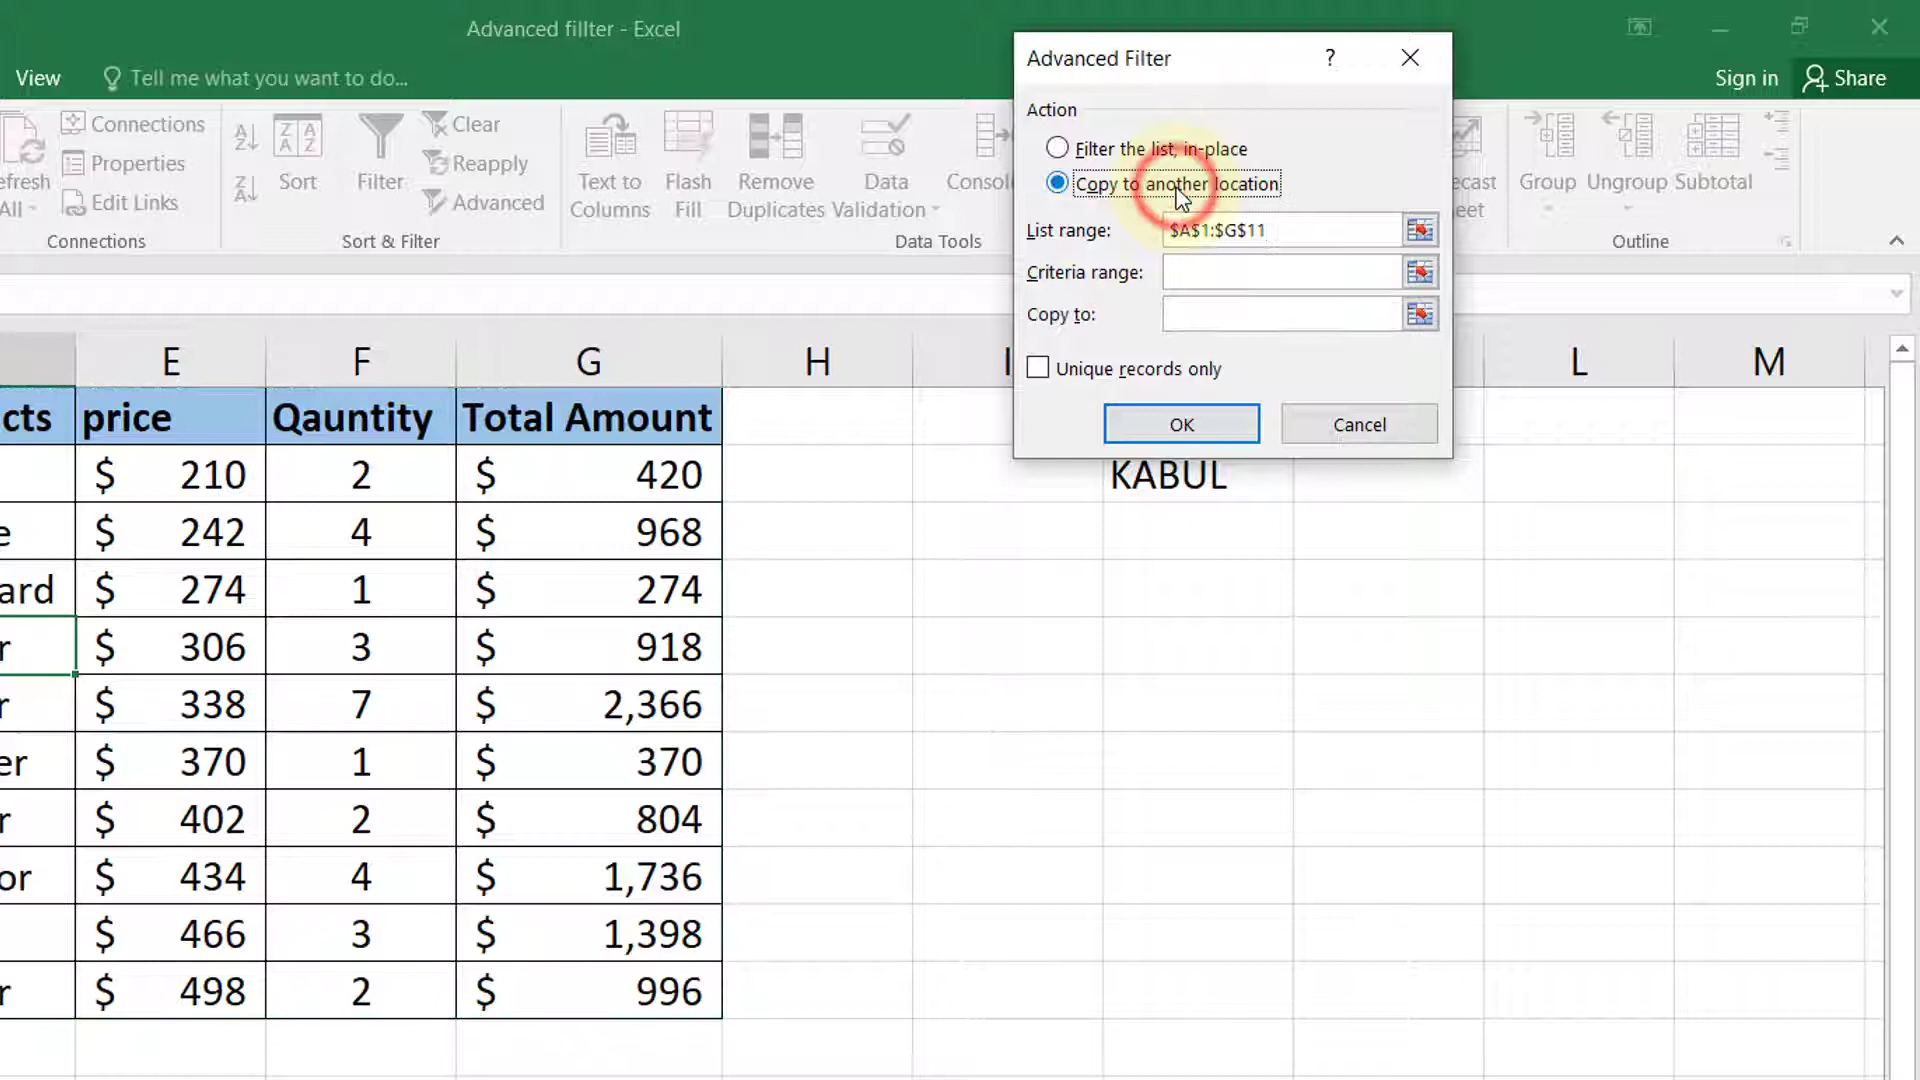 Advanced fillter - Excel
View
Tell me what you want to do...
Sign in
Share
Connections
Properties
Edit Links
Connections
Sort
Filter
Clear
Reapply
Advanced
Sort & Filter
Text to
Columns
Flash
Fill
Remove
Duplicates
Data
Validation
Data Tools
Group
Ungroup
Subtotal
Outline
Advanced Filter
?
Action
Filter the list, in-place
Copy to another location
List range:
$A$1:$G$11
Criteria range:
Copy to:
Unique records only
OK
Cancel
E F G H I L M
cts price Qauntity Total Amount
$ 210 2 $ 420 KABUL
e $ 242 4 $ 968
ard $ 274 1 $ 274
r $ 306 3 $ 918
r $ 338 7 $ 2,366
er $ 370 1 $ 370
r $ 402 2 $ 804
or $ 434 4 $ 1,736
$ 466 3 $ 1,398
r $ 498 2 $ 996